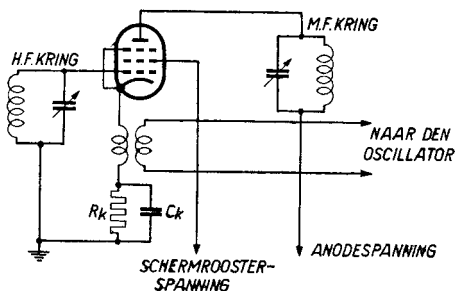 H.F. KRING
M.F. KRING
NAAR DEN
OSCILLATOR
Rk
Ck
SCHERMROOSTER-
SPANNING
ANODESPANNING